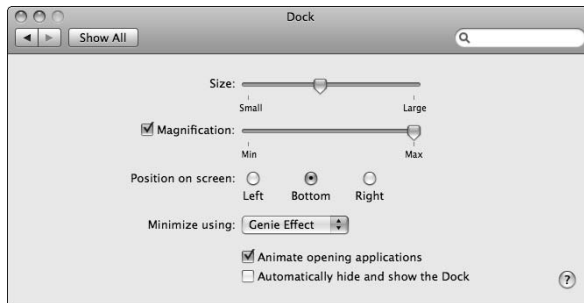 Dock
Show All
Size:
Small Large
Magnification:
Min Max
Position on screen:
Left Bottom Right
Minimize using: Genie Effect
Animate opening applications
Automatically hide and show the Dock
?